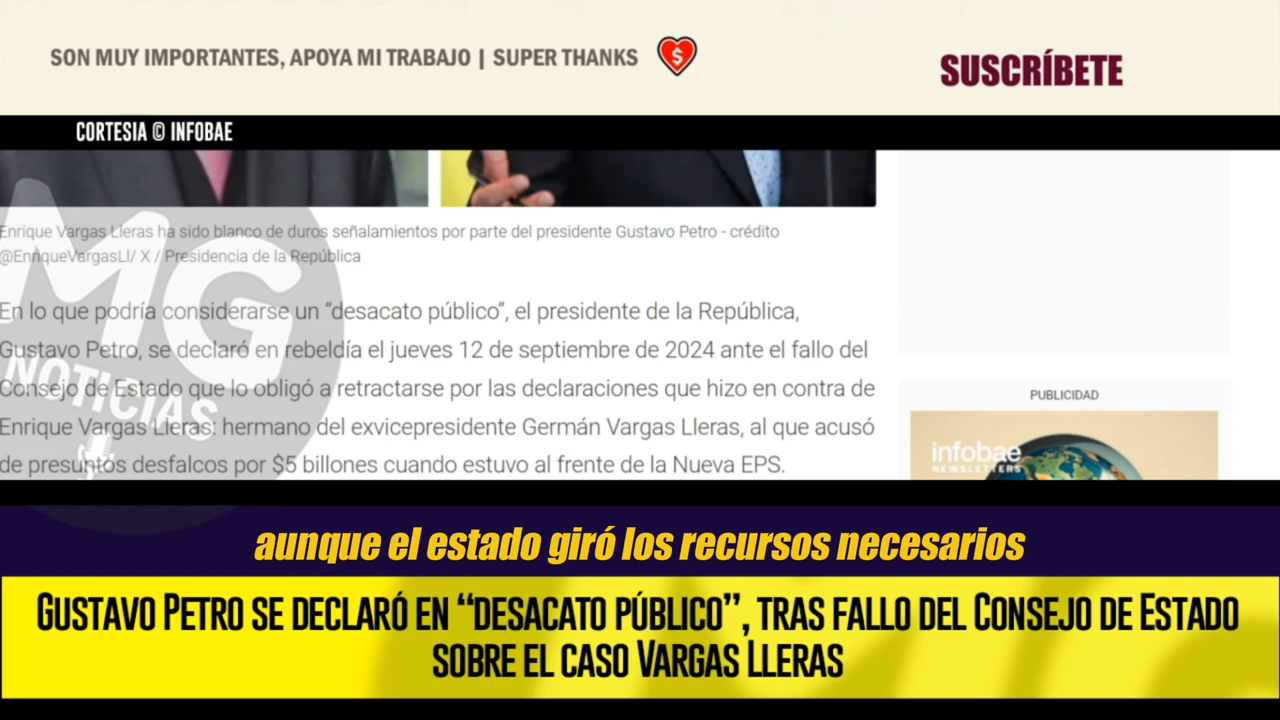 SON MUY IMPORTANTES, APOYA MI TRABAJO | SUPER THANKS
SUSCRÍBETE
CORTESIA © INFOBAE
Enrique Vargas Lleras ha sido blanco de duros señalamientos por parte del presidente Gustavo Petro - crédito
@EnriqueVargasLl/ X / Presidencia de la República
En lo que podría considerarse un “desacato público”, el presidente de la República,
Gustavo Petro, se declaró en rebeldía el jueves 12 de septiembre de 2024 ante el fallo del
Consejo de Estado que lo obligó a retractarse por las declaraciones que hizo en contra de
Enrique Vargas Lleras: hermano del exvicepresidente Germán Vargas Lleras, al que acusó
de presuntos desfalcos por $5 billones cuando estuvo al frente de la Nueva EPS.
MG
NOTICIAS
PUBLICIDAD
infobae
NEWSLETTERS
aunque el estado giró los recursos necesarios
GUSTAVO PETRO SE DECLARÓ EN “DESACATO PÚBLICO”, TRAS FALLO DEL CONSEJO DE ESTADO
SOBRE EL CASO VARGAS LLERAS